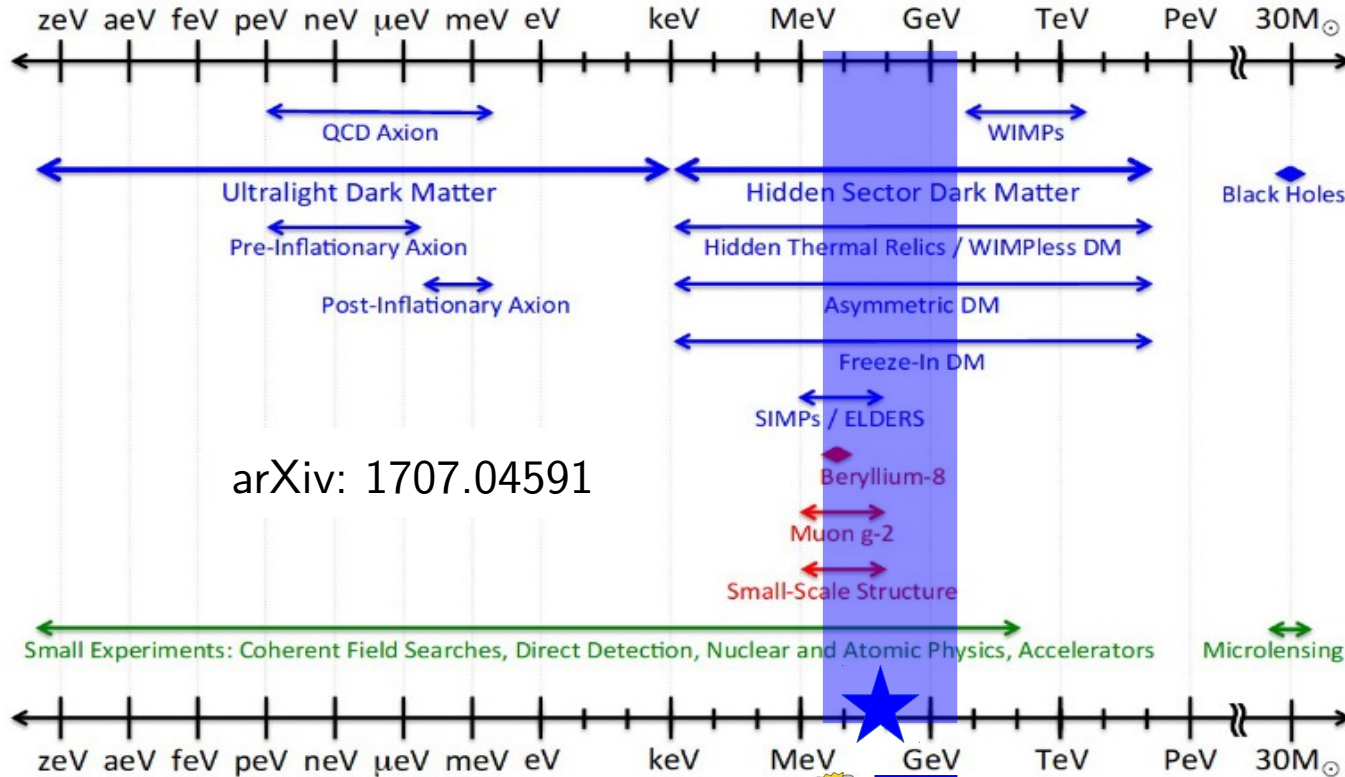 zeV aeV feV peV neV μeV meV eV keV MeV GeV TeV PeV 30M☉
QCD Axion WIMPs
Ultralight Dark Matter Hidden Sector Dark Matter Black Holes
Pre-Inflationary Axion Hidden Thermal Relics / WIMPless DM
Post-Inflationary Axion Asymmetric DM
Freeze-In DM
SIMPs / ELDERS
arXiv: 1707.04591 Beryllium-8
Muon g-2
Small-Scale Structure
Small Experiments: Coherent Field Searches, Direct Detection, Nuclear and Atomic Physics, Accelerators Microlensing
zeV aeV feV peV neV μeV meV eV keV MeV GeV TeV PeV 30M☉